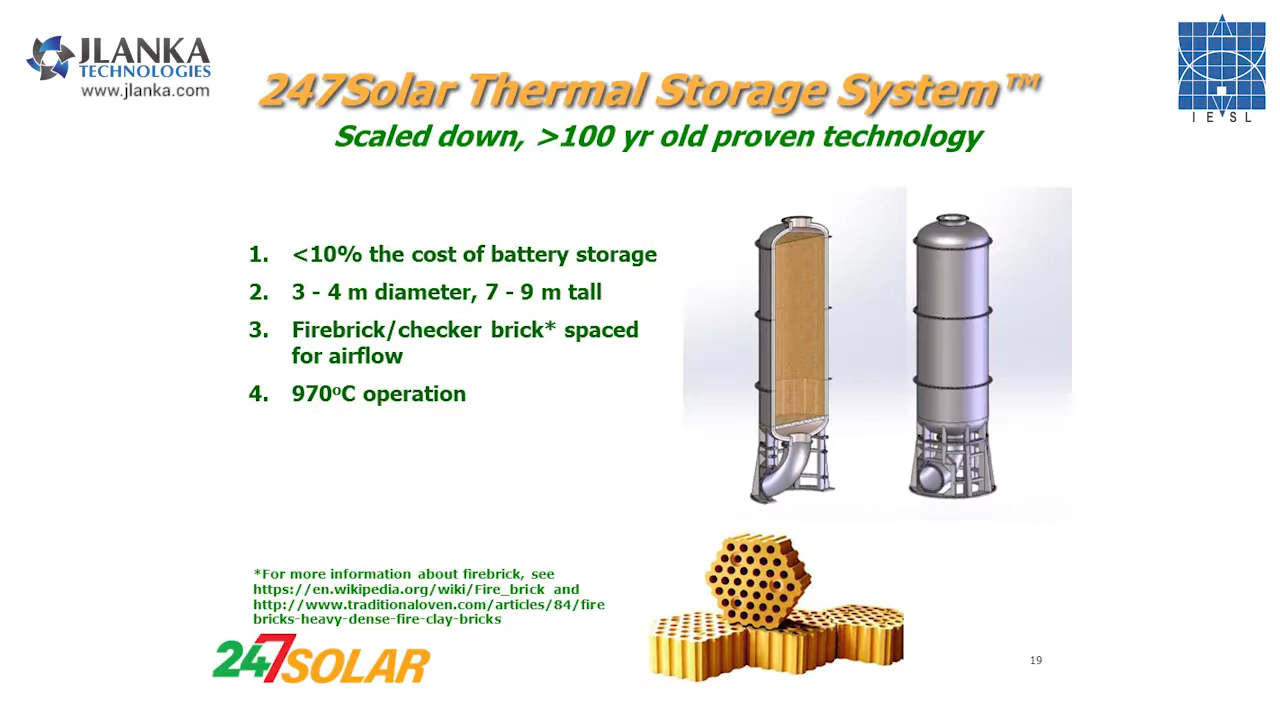 JLANKA
TECHNOLOGIES
www.jlanka.com
247Solar Thermal Storage System™
Scaled down, >100 yr old proven technology
I E S L
1. <10% the cost of battery storage
2. 3 - 4 m diameter, 7 - 9 m tall
3. Firebrick/checker brick* spaced
for airflow
4. 970ºC operation
*For more information about firebrick, see
https://en.wikipedia.org/wiki/Fire_brick and
http://www.traditionaloven.com/articles/84/fire
bricks-heavy-dense-fire-clay-bricks
247SOLAR
19